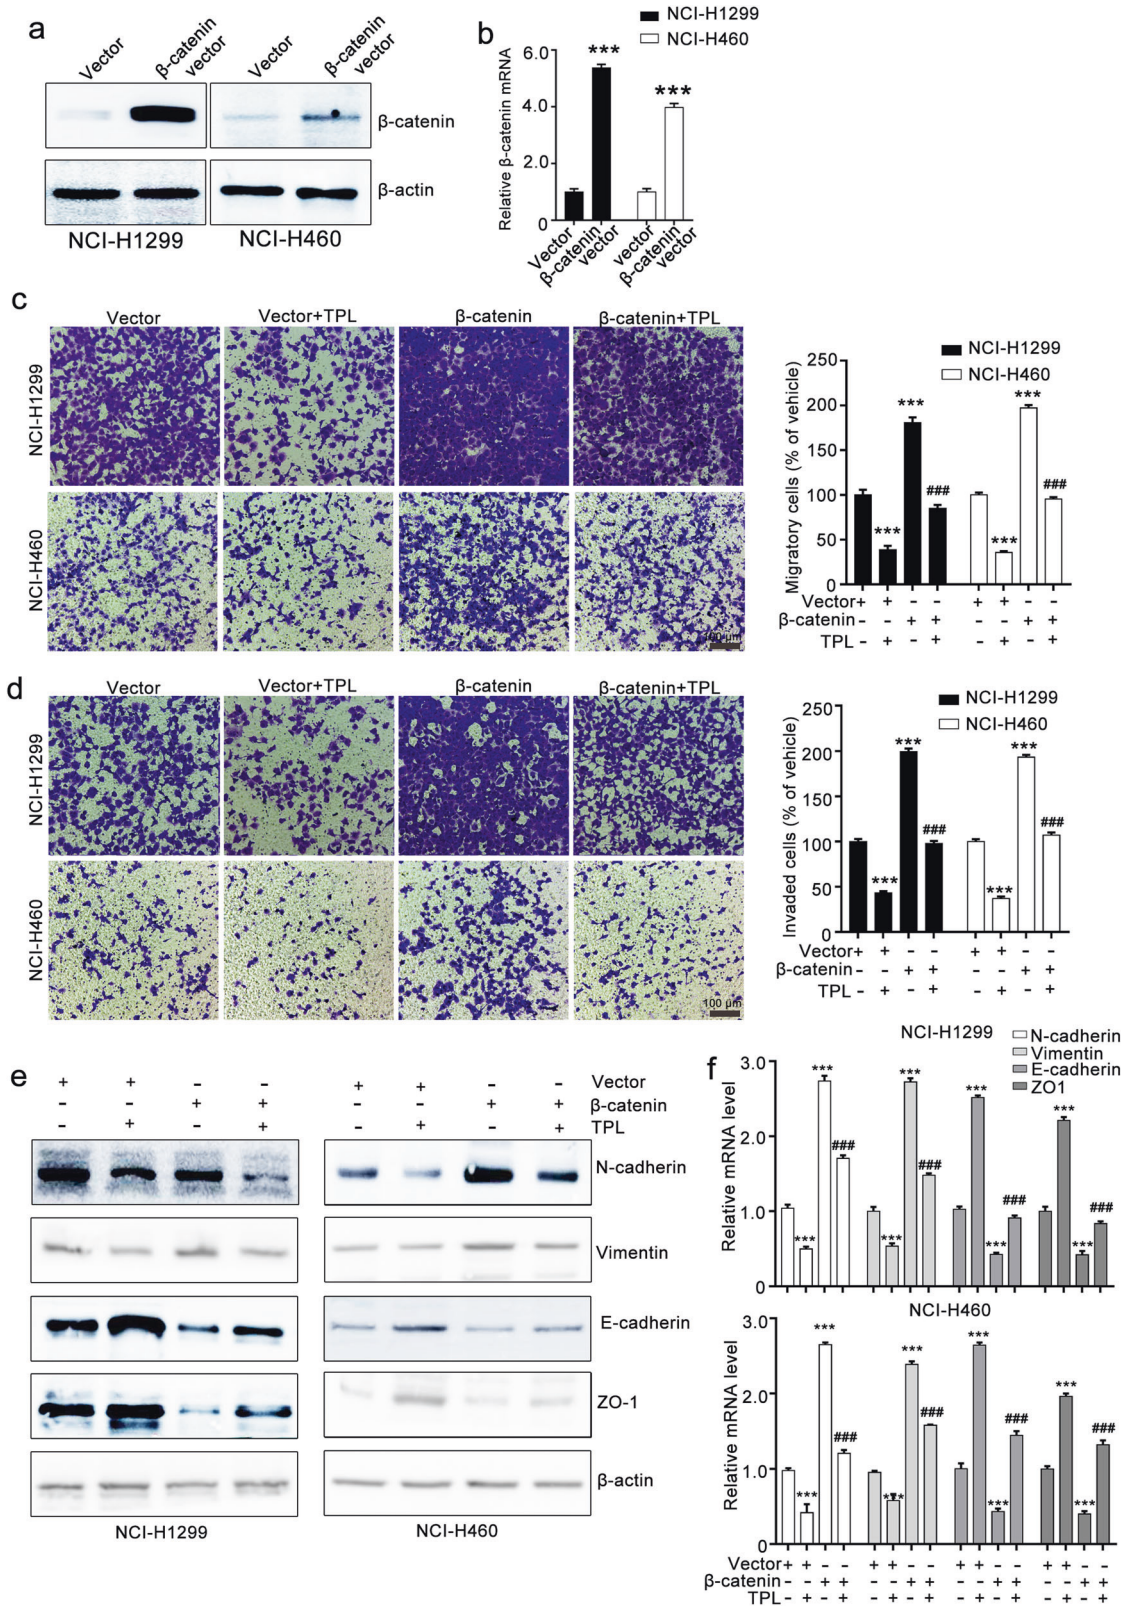 a
Vector
β-catenin
vector
Vector
β-catenin
vector
β-catenin
β-actin
NCI-H1299
NCI-H460
b
NCI-H1299
NCI-H460
Relative β-catenin mRNA
6.0
4.0
2.0
0
***
***
Vector
β-catenin
vector
vector
β-catenin
vector
c
Vector
Vector+TPL
β-catenin
β-catenin+TPL
NCI-H1299
NCI-H460
100 μm
NCI-H1299
NCI-H460
Migratory cells (% of vehicle)
250
200
150
100
50
0
*** *** ### *** *** ###
Vector + + - - + + - -
β-catenin - - + + - - + +
TPL - + - + - + - +
d
Vector
Vector+TPL
β-catenin
β-catenin+TPL
NCI-H1299
NCI-H460
100 μm
NCI-H1299
NCI-H460
Invaded cells (% of vehicle)
250
200
150
100
50
0
*** *** ### *** *** ###
Vector + + - - + + - -
β-catenin - - + + - - + +
TPL - + - + - + - +
e
+ + - - + + - - Vector
- - + + - - + + β-catenin
- + - + - + - + TPL
N-cadherin
Vimentin
E-cadherin
ZO-1
β-actin
NCI-H1299
NCI-H460
f
NCI-H1299
N-cadherin
Vimentin
E-cadherin
ZO1
Relative mRNA level
3.0
2.0
1.0
0
*** *** ### *** *** ### *** *** ### *** *** ###
NCI-H460
Relative mRNA level
3.0
2.0
1.0
0
*** *** ### *** *** ### *** *** ### *** *** ###
Vector + + - - + + - - + + - - + + - -
β-catenin - - + + - - + + - - + + - - + +
TPL - + - + - + - + - + - + - + - +